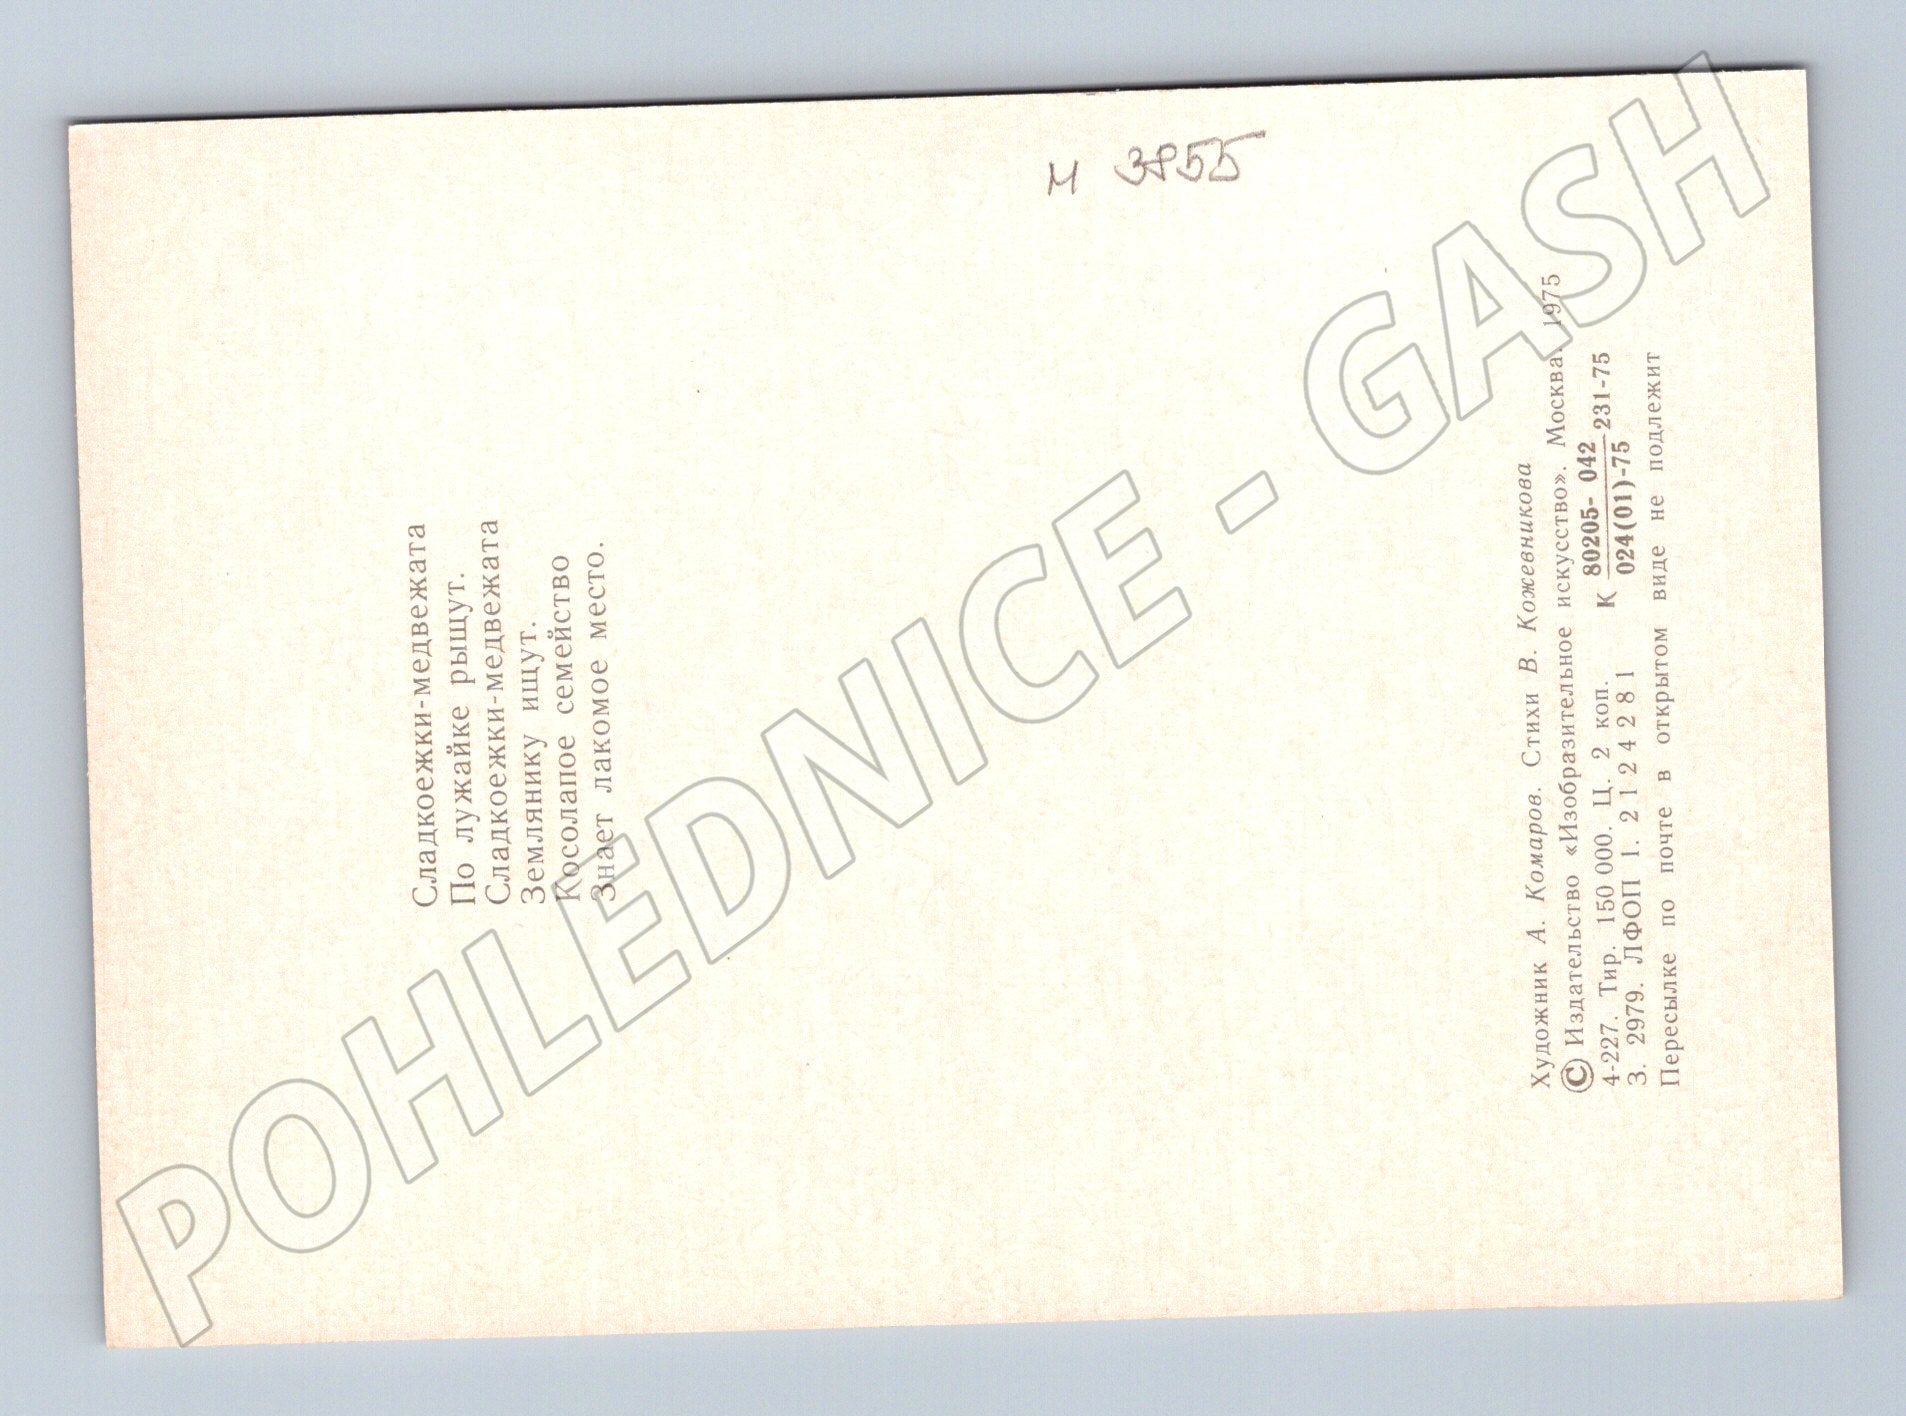 м 3855
Сладкоежки-медвежата
По лужайке рыщут.
Сладкоежки-медвежата
Землянику ищут.
Косолапое семейство
Знает лакомое место.
Художник А. Комаров. Стихи В. Кожевникова
© Издательство «Изобразительное искусство». Москва. 1975
4-227. Тир. 150 000. Ц. 2 коп. К 80205-042 231-75
З. 2979. ЛФОП 1. 2 1 2 4 2 8 1 024(01)-75
Пересылке по почте в открытом виде не подлежит
POHLEDNICE - GASH